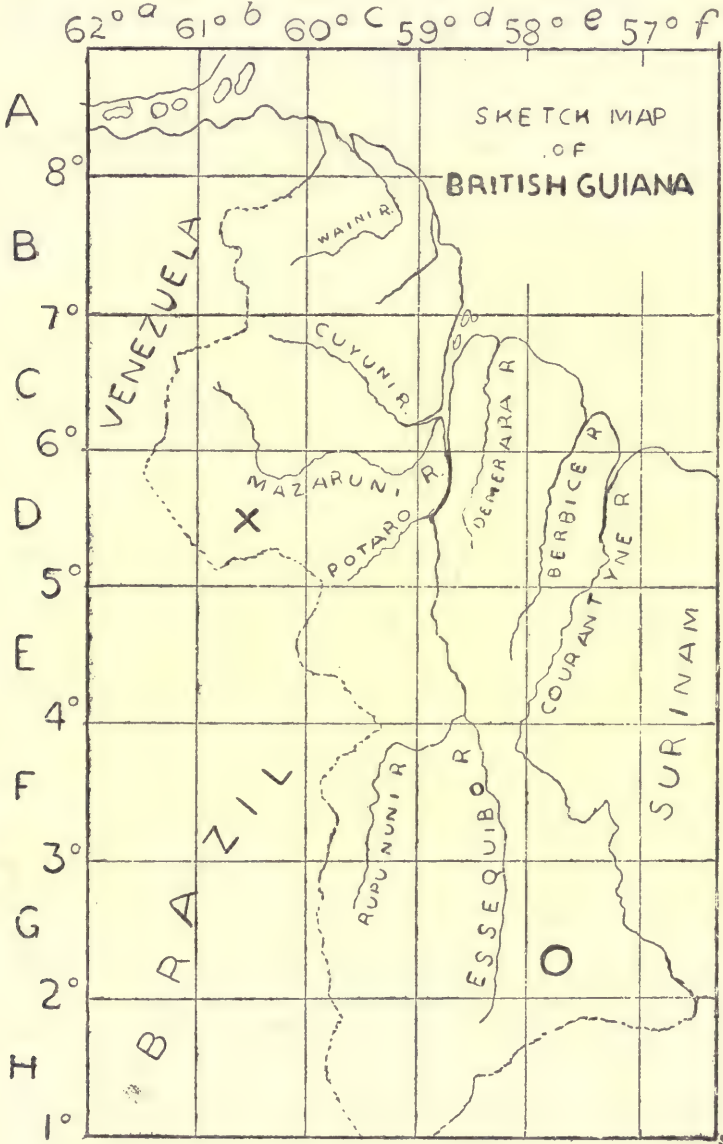 62° a 61° b 60° c 59° d 58° e 57° f
A
SKETCH MAP
OF
BRITISH GUIANA
8°
B
WAINI R.
VENEZUELA
7°
C
CUYUNI R.
DEMERARA R
6°
MAZARUNI R.
BERBICE R
D
X
POTARO
5°
COURANTYNE R
E
SURINAM
4°
F
RUPUNUNI R
ESSEQUIBO R
BRAZIL
3°
G
O
2°
H
1°